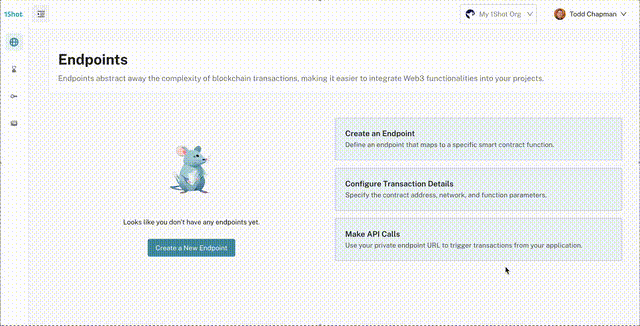 1Shot
My 1Shot Org
Todd Chapman
Endpoints
Endpoints abstract away the complexity of blockchain transactions, making it easier to integrate Web3 functionalities into your projects.
Looks like you don't have any endpoints yet.
Create a New Endpoint
Create an Endpoint
Define an endpoint that maps to a specific smart contract function.
Configure Transaction Details
Specify the contract address, network, and function parameters.
Make API Calls
Use your private endpoint URL to trigger transactions from your application.